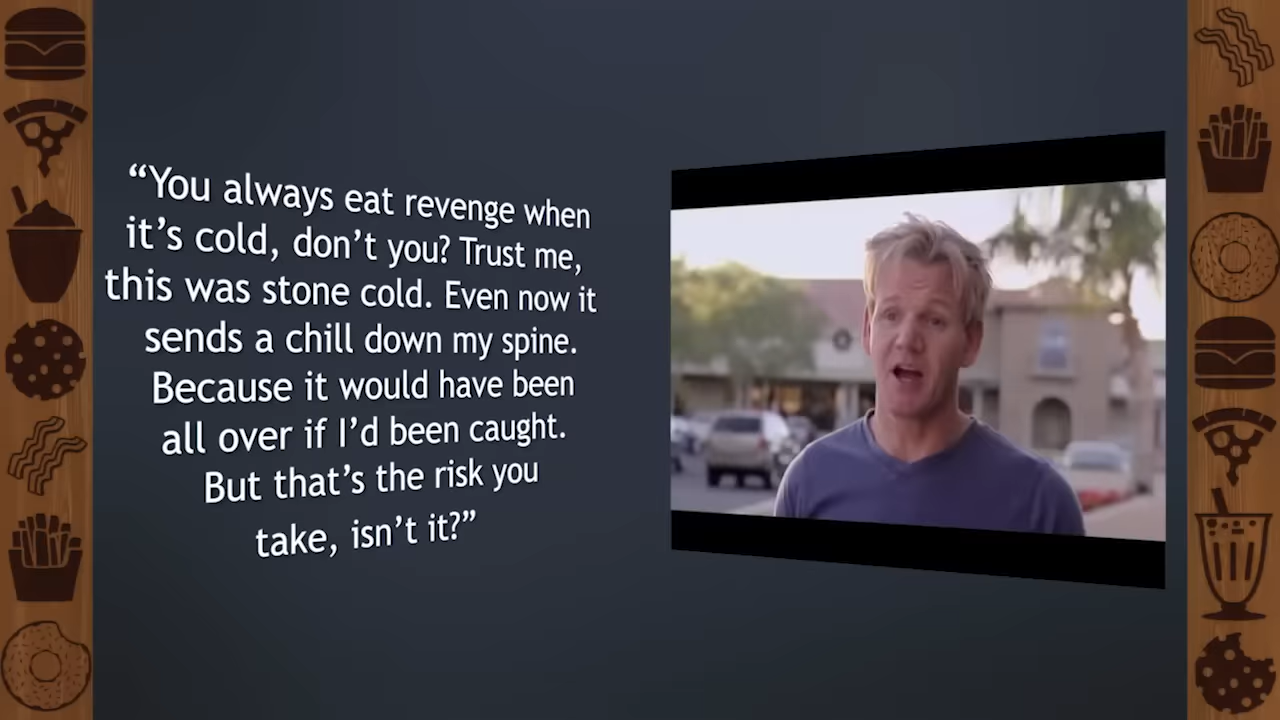 “You always eat revenge when
it’s cold, don’t you? Trust me,
this was stone cold. Even now it
sends a chill down my spine.
Because it would have been
all over if I’d been caught.
But that’s the risk you
take, isn’t it?”